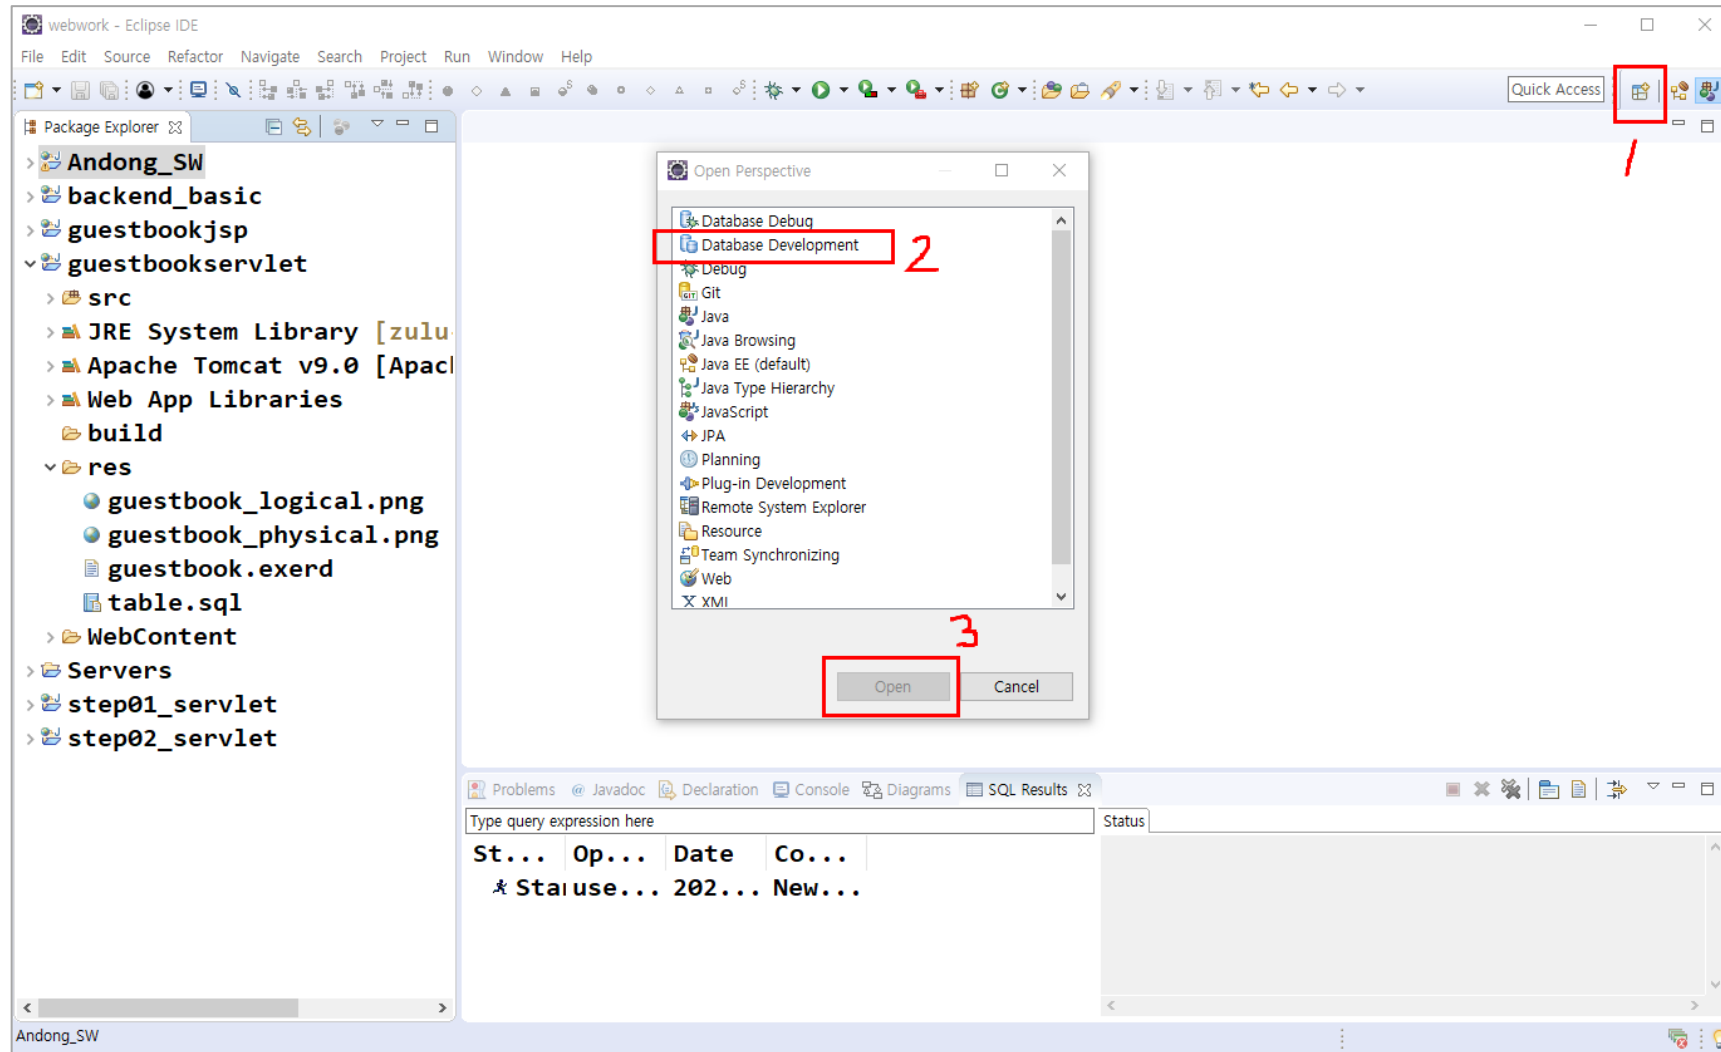 webwork - Eclipse IDE
File Edit Source Refactor Navigate Search Project Run Window Help
Quick Access
Package Explorer
1
Andong_SW
backend_basic
guestbookjsp
guestbookservlet
src
JRE System Library [zulu
Apache Tomcat v9.0 [Apac
Web App Libraries
build
res
guestbook_logical.png
guestbook_physical.png
guestbook.exerd
table.sql
WebContent
Servers
step01_servlet
step02_servlet
Open Perspective
Database Debug
Database Development
2
Debug
Git
Java
Java Browsing
Java EE (default)
Java Type Hierarchy
JavaScript
JPA
Planning
Plug-in Development
Remote System Explorer
Resource
Team Synchronizing
Web
XML
3
Open Cancel
Problems @ Javadoc Declaration Console Diagrams SQL Results
Type query expression here
Status
St... Op... Date Co...
Star use... 202... New...
Andong_SW